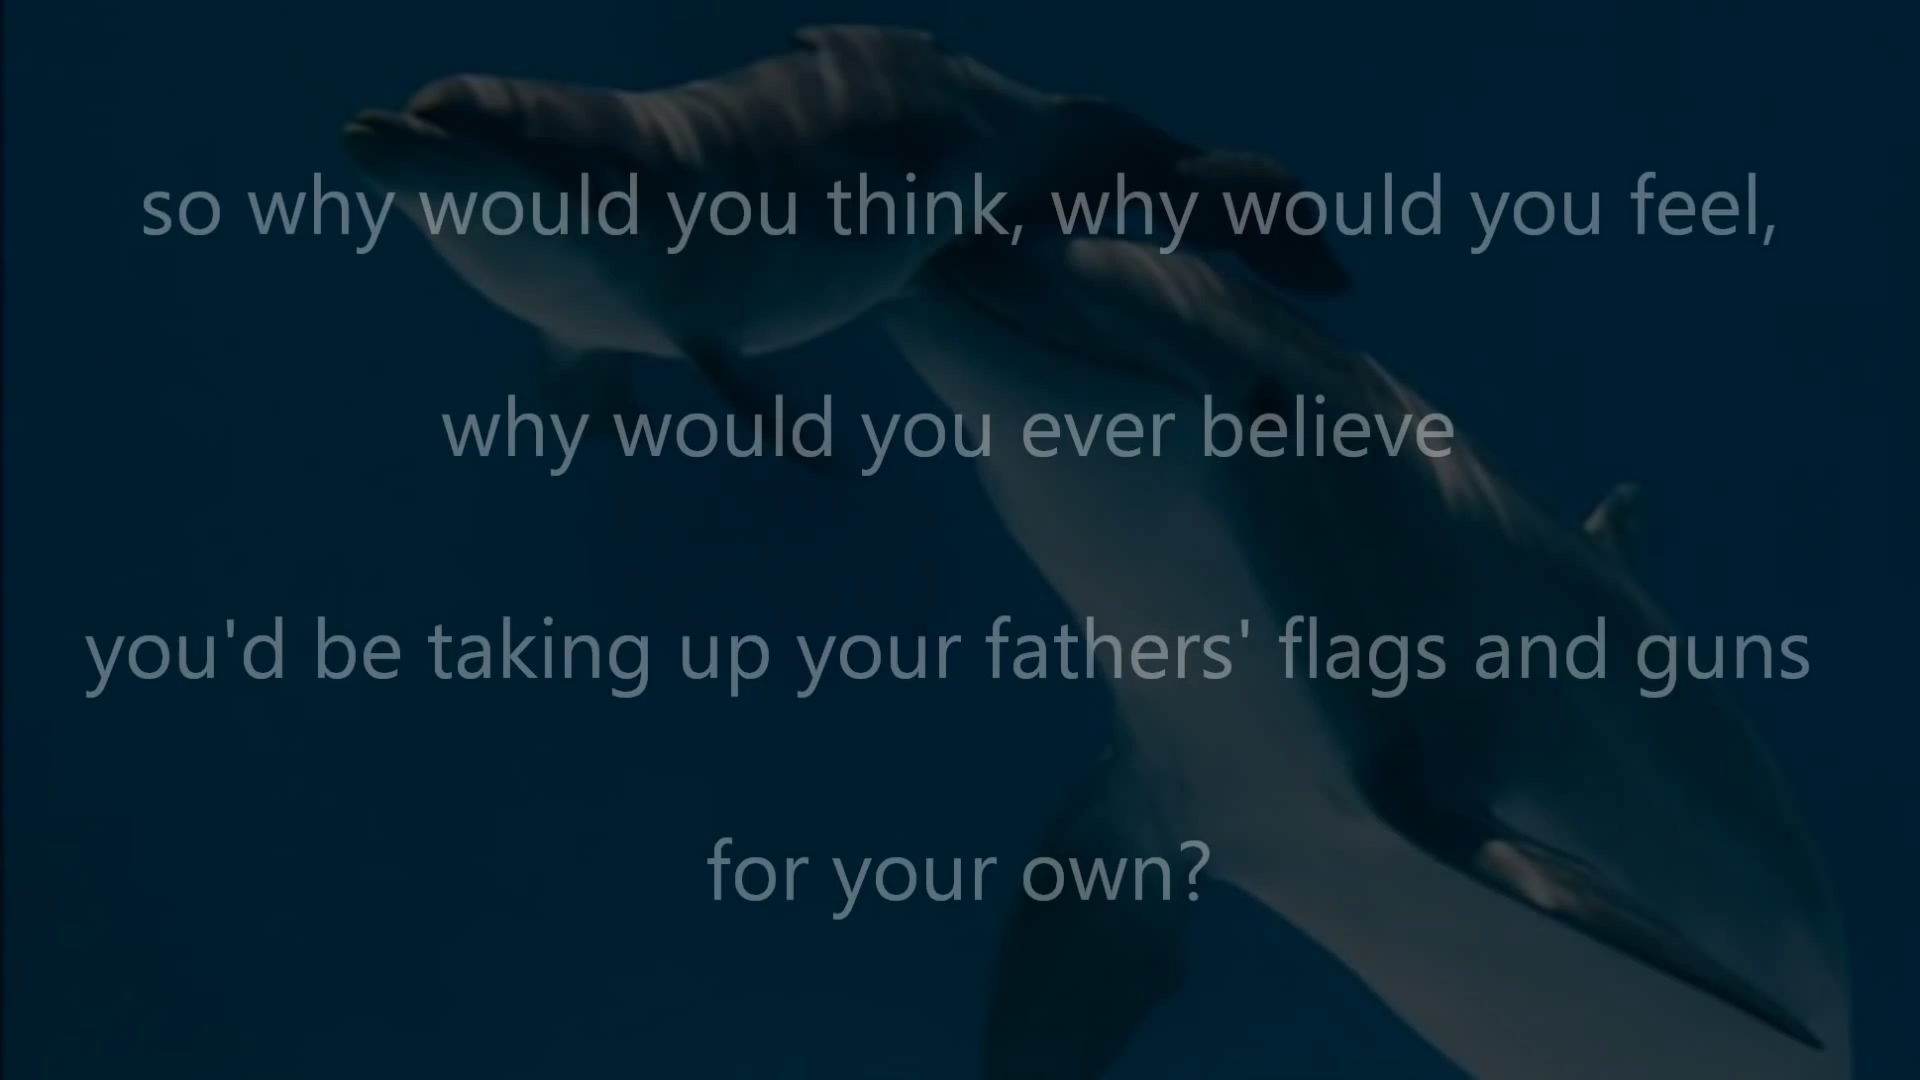 so why would you think, why would you feel,
why would you ever believe
you'd be taking up your fathers' flags and guns
for your own?